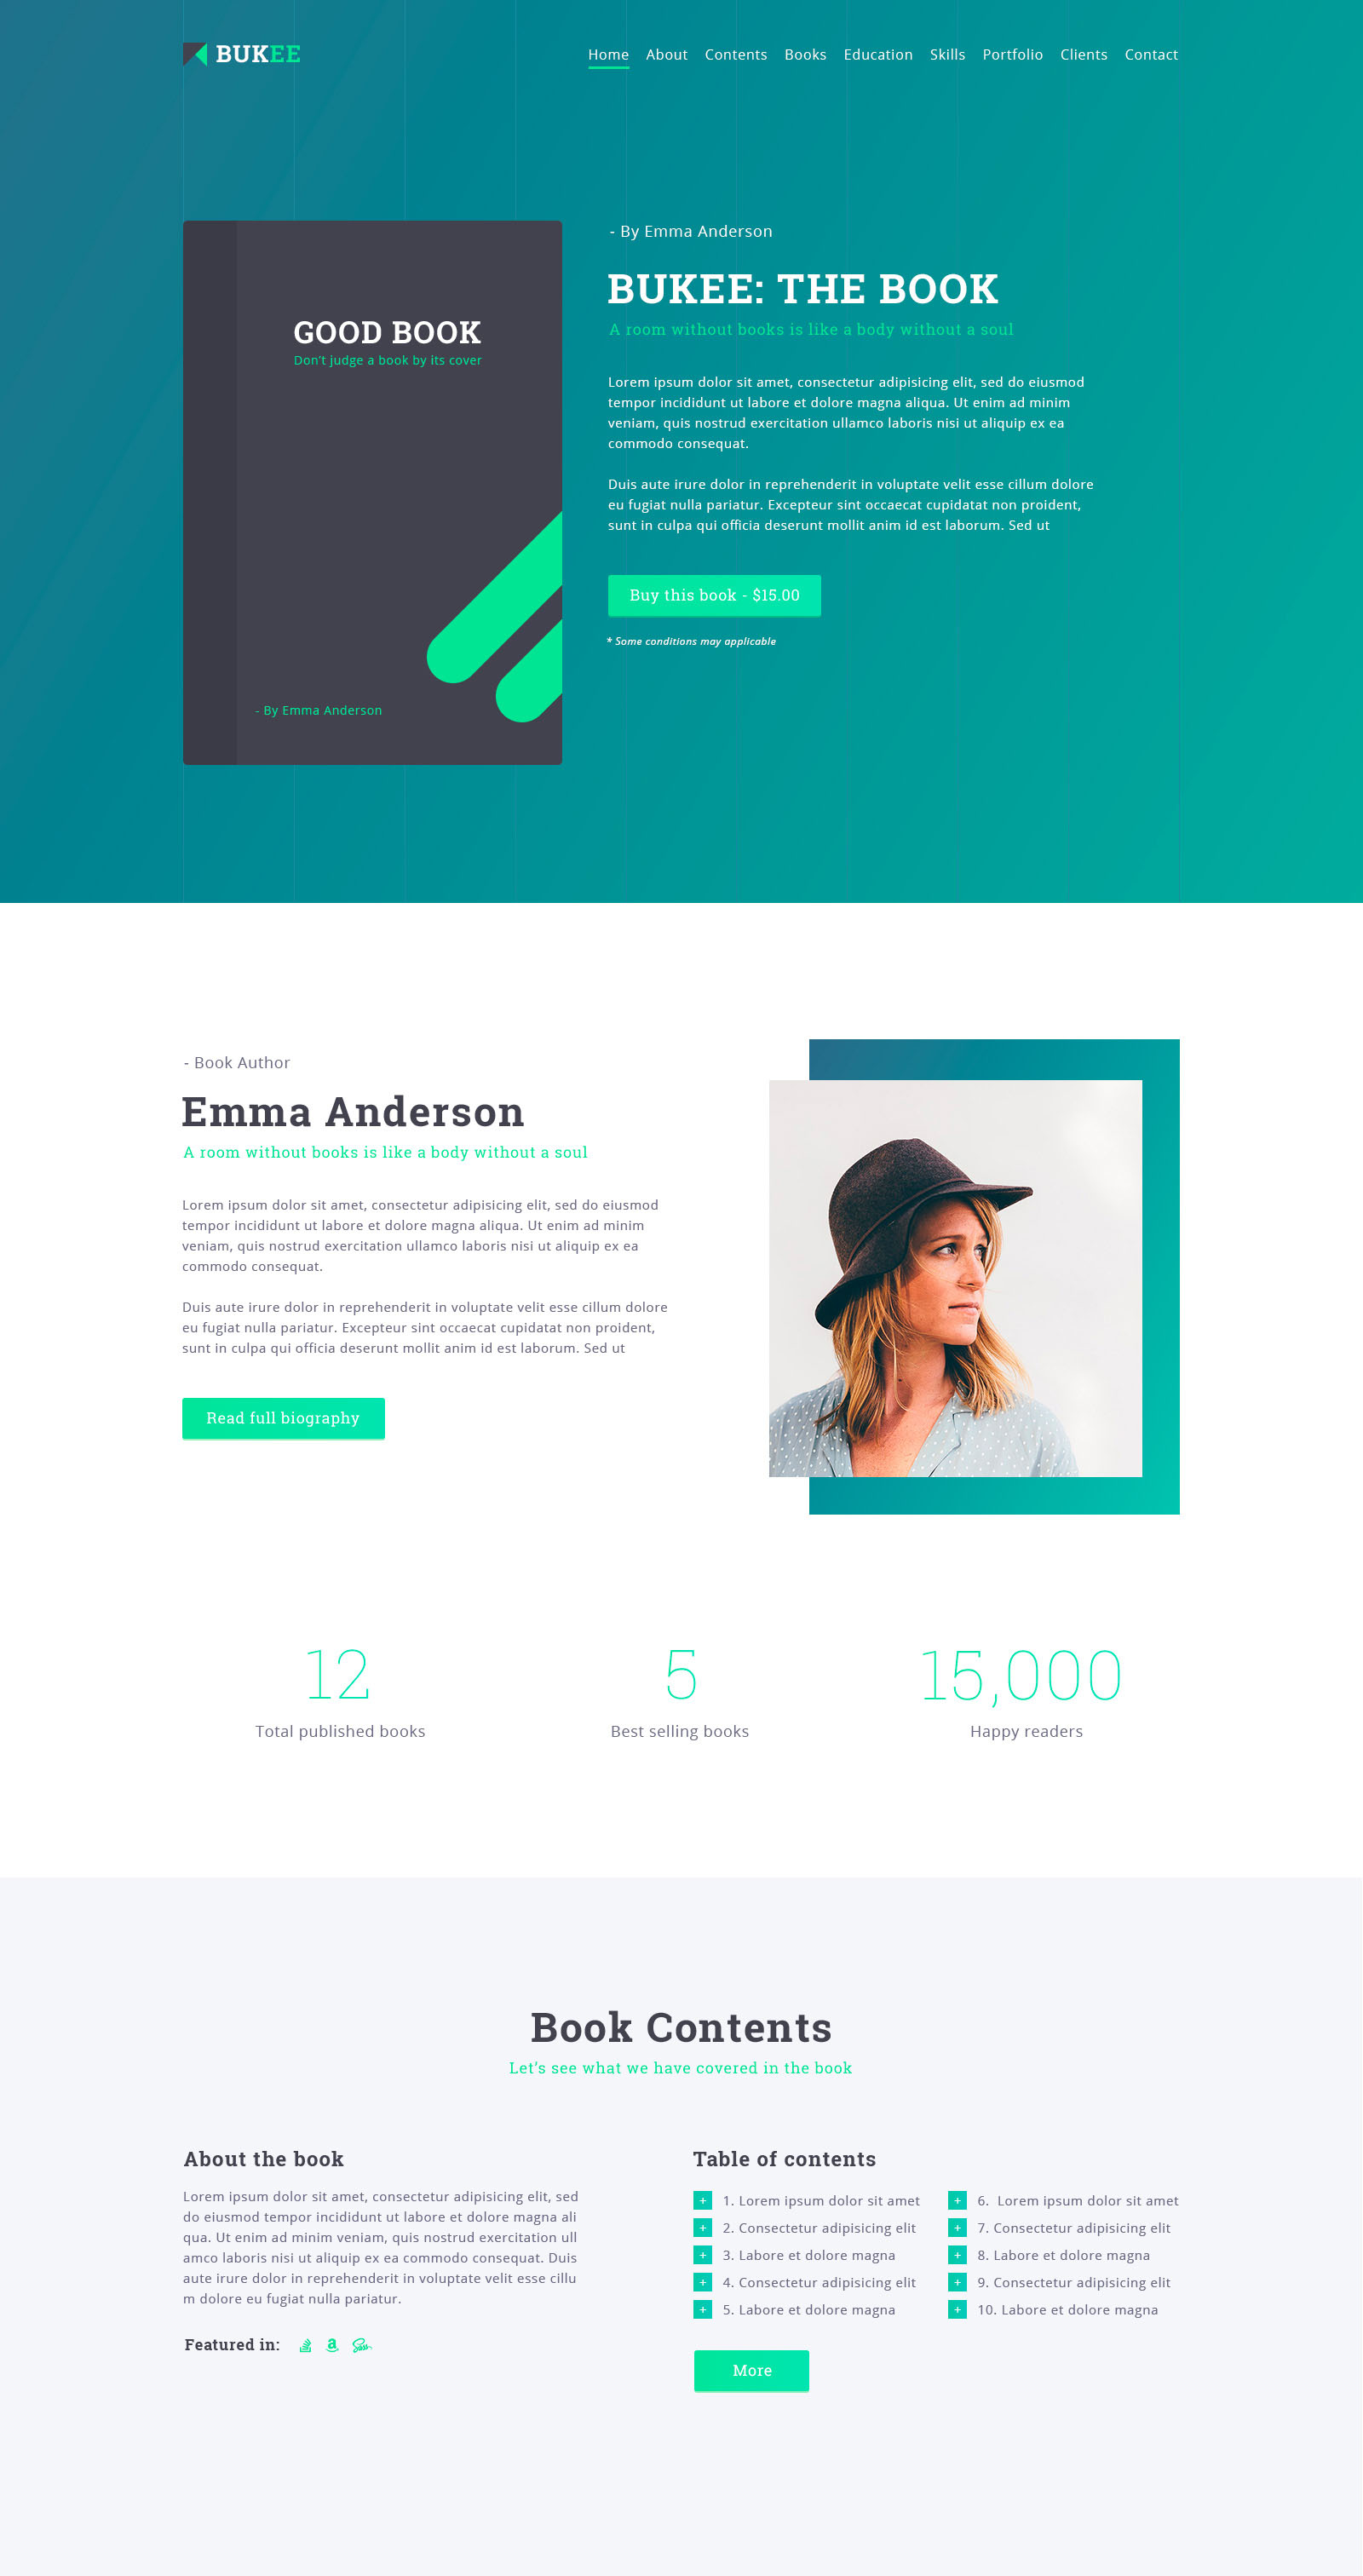 BUKEE
Home About Contents Books Education Skills Portfolio Clients Contact
GOOD BOOK
Don't judge a book by its cover
- By Emma Anderson
- By Emma Anderson
BUKEE: THE BOOK
A room without books is like a body without a soul
Lorem ipsum dolor sit amet, consectetur adipisicing elit, sed do eiusmod
tempor incididunt ut labore et dolore magna aliqua. Ut enim ad minim
veniam, quis nostrud exercitation ullamco laboris nisi ut aliquip ex ea
commodo consequat.
Duis aute irure dolor in reprehenderit in voluptate velit esse cillum dolore
eu fugiat nulla pariatur. Excepteur sint occaecat cupidatat non proident,
sunt in culpa qui officia deserunt mollit anim id est laborum. Sed ut
Buy this book - $15.00
* Some conditions may applicable
- Book Author
Emma Anderson
A room without books is like a body without a soul
Lorem ipsum dolor sit amet, consectetur adipisicing elit, sed do eiusmod
tempor incididunt ut labore et dolore magna aliqua. Ut enim ad minim
veniam, quis nostrud exercitation ullamco laboris nisi ut aliquip ex ea
commodo consequat.
Duis aute irure dolor in reprehenderit in voluptate velit esse cillum dolore
eu fugiat nulla pariatur. Excepteur sint occaecat cupidatat non proident,
sunt in culpa qui officia deserunt mollit anim id est laborum. Sed ut
Read full biography
12
Total published books
5
Best selling books
15,000
Happy readers
Book Contents
Let's see what we have covered in the book
About the book
Lorem ipsum dolor sit amet, consectetur adipisicing elit, sed
do eiusmod tempor incididunt ut labore et dolore magna ali
qua. Ut enim ad minim veniam, quis nostrud exercitation ull
amco laboris nisi ut aliquip ex ea commodo consequat. Duis
aute irure dolor in reprehenderit in voluptate velit esse cillu
m dolore eu fugiat nulla pariatur.
Featured in:
Table of contents
+ 1. Lorem ipsum dolor sit amet
+ 2. Consectetur adipisicing elit
+ 3. Labore et dolore magna
+ 4. Consectetur adipisicing elit
+ 5. Labore et dolore magna
+ 6. Lorem ipsum dolor sit amet
+ 7. Consectetur adipisicing elit
+ 8. Labore et dolore magna
+ 9. Consectetur adipisicing elit
+ 10. Labore et dolore magna
More